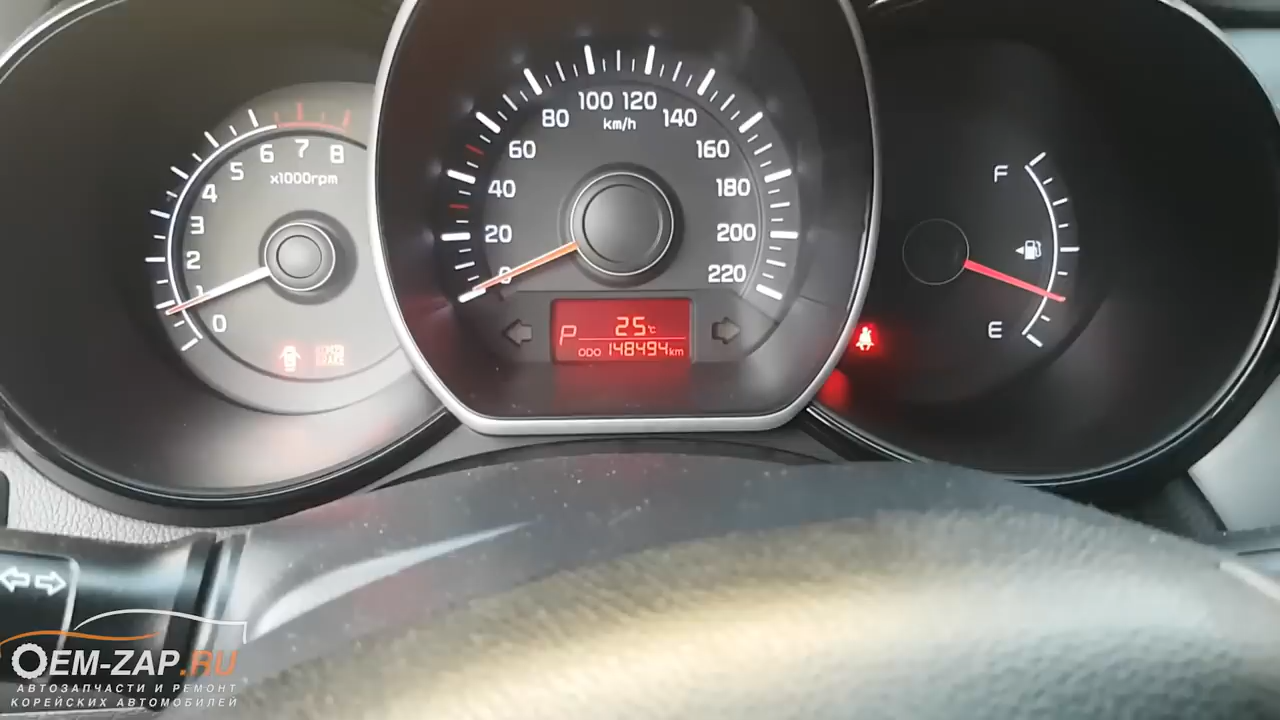 0
1
2
3
4
5
6
7
8
x1000rpm
0
20
40
60
80
100
120
140
160
180
200
220
km/h
P
25°C
ODO 148494km
F
E
OEM-ZAP.RU
АВТОЗАПЧАСТИ И РЕМОНТ
КОРЕЙСКИХ АВТОМОБИЛЕЙ